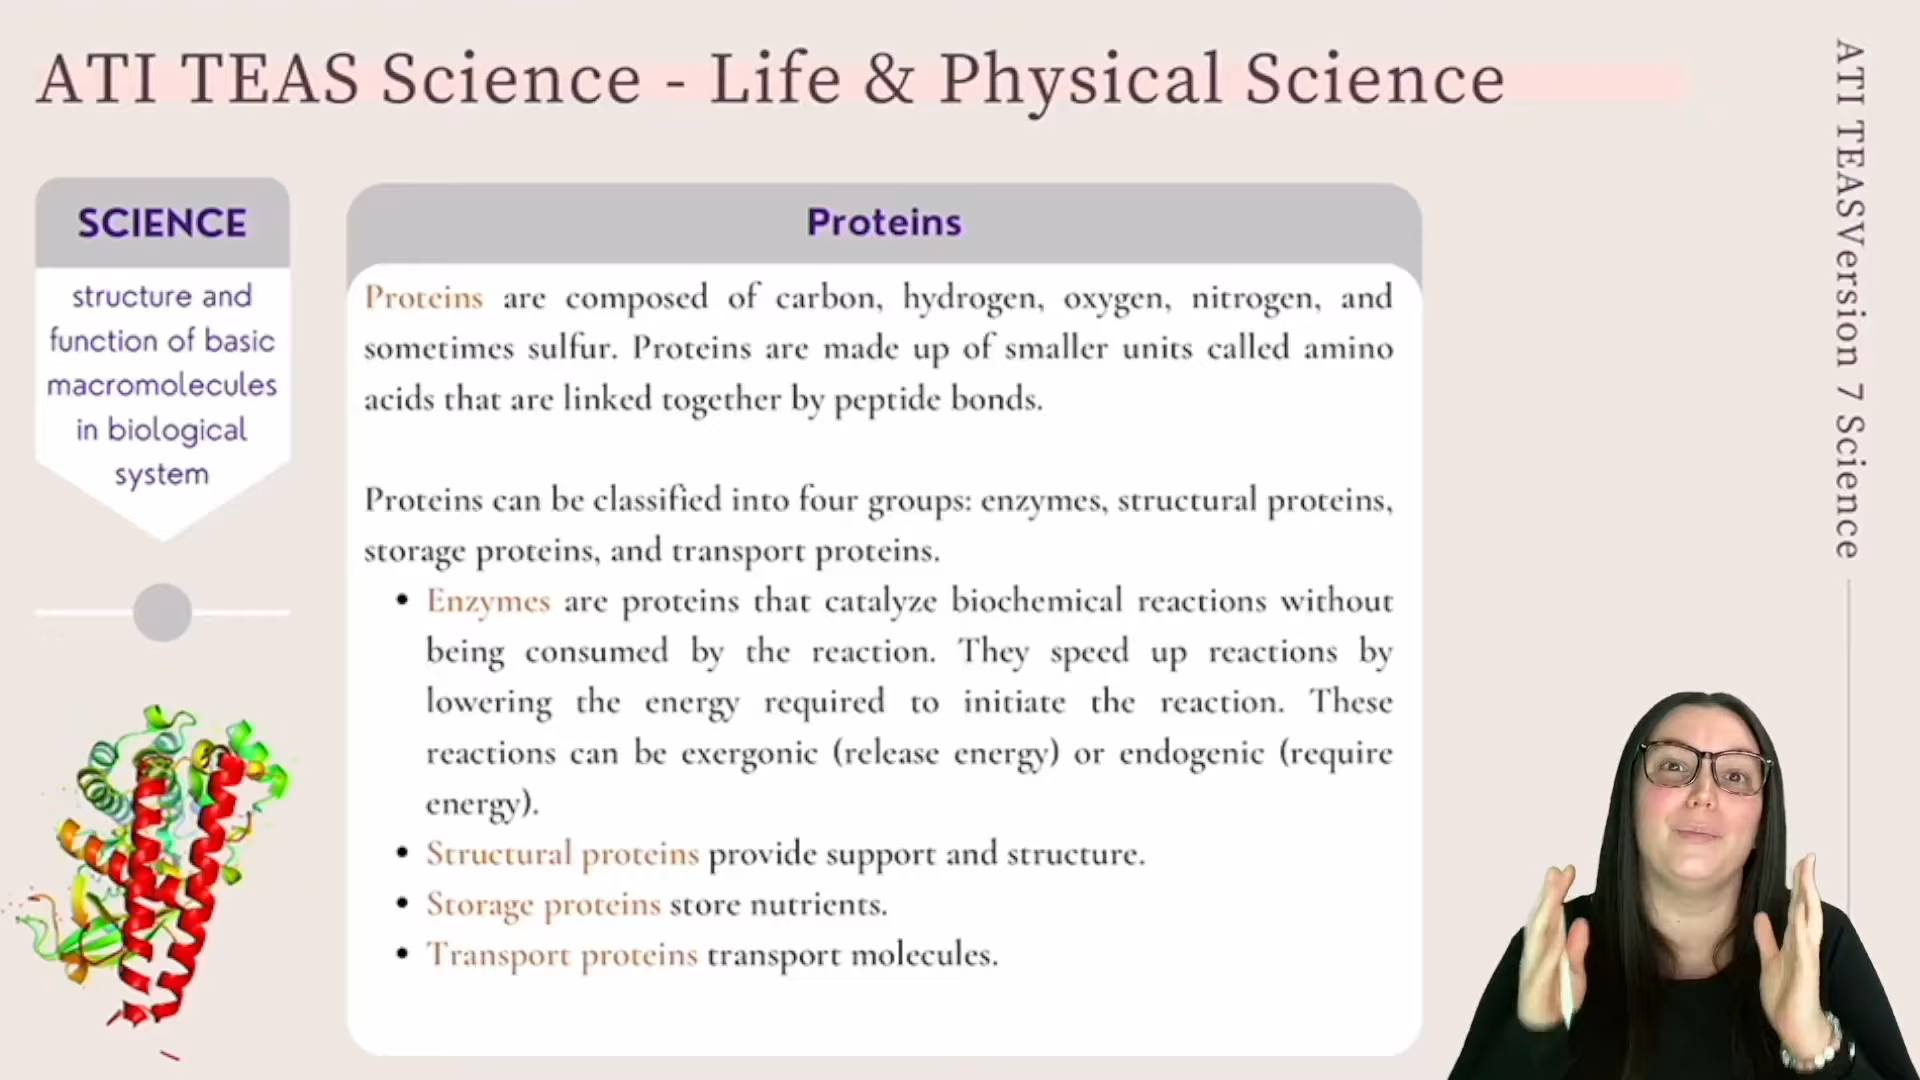 ATI TEAS Science - Life & Physical Science
SCIENCE
structure and
function of basic
macromolecules
in biological
system
Proteins
Proteins are composed of carbon, hydrogen, oxygen, nitrogen, and
sometimes sulfur. Proteins are made up of smaller units called amino
acids that are linked together by peptide bonds.
Proteins can be classified into four groups: enzymes, structural proteins,
storage proteins, and transport proteins.
• Enzymes are proteins that catalyze biochemical reactions without
being consumed by the reaction. They speed up reactions by
lowering the energy required to initiate the reaction. These
reactions can be exergonic (release energy) or endogenic (require
energy).
• Structural proteins provide support and structure.
• Storage proteins store nutrients.
• Transport proteins transport molecules.
ATI TEASVersion 7 Science